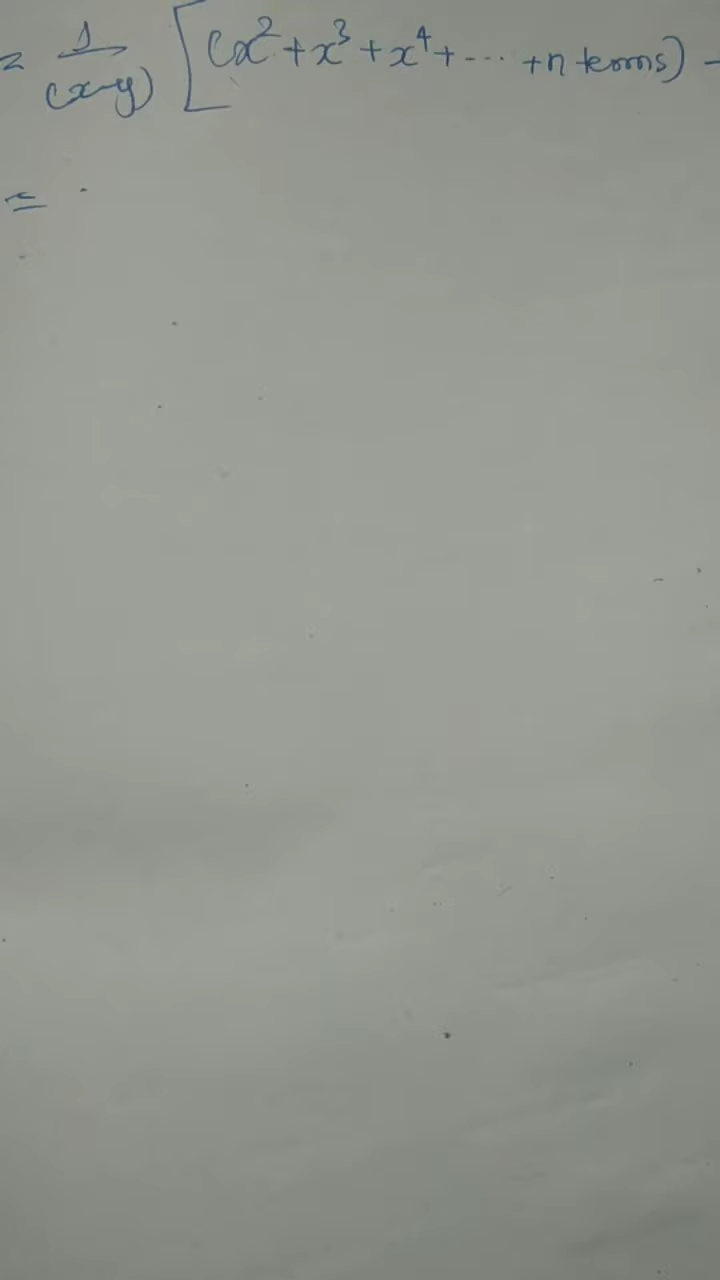 = 1/(x-y) [(x² + x³ + x⁴ + ... + n terms) -
=